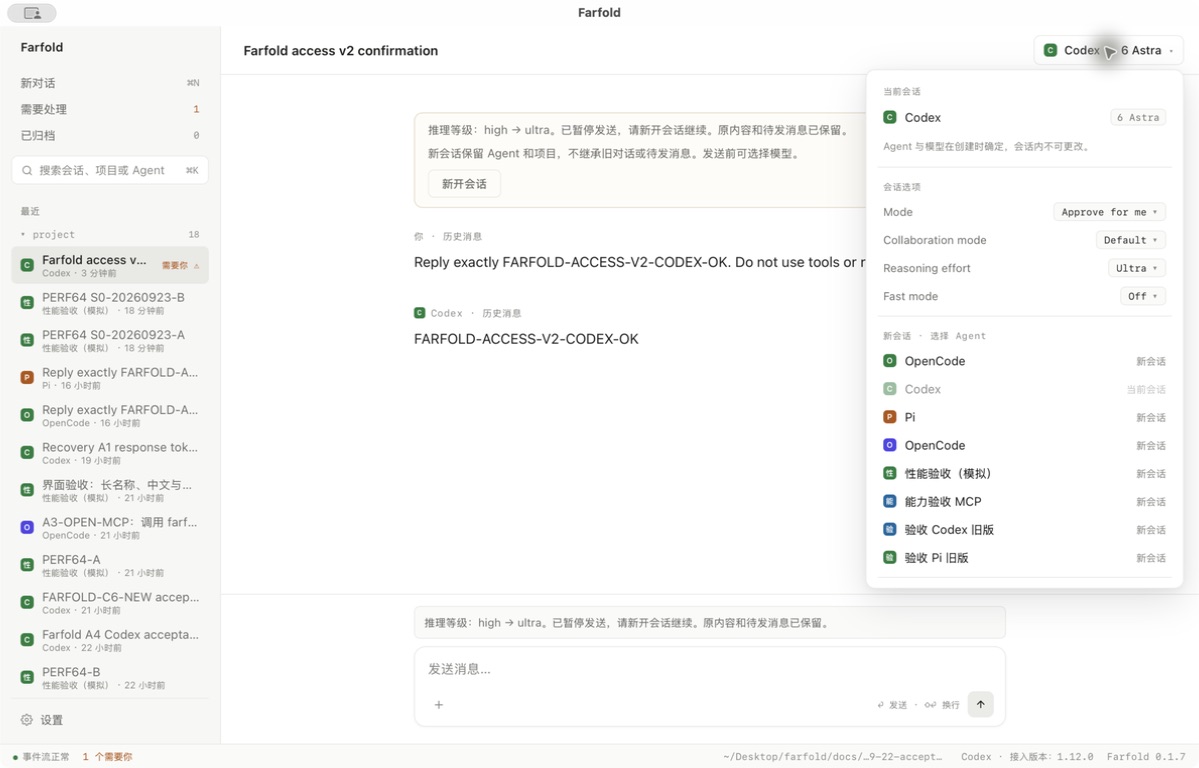 Farfold
Farfold
新对话 ⌘N
需要处理 1
已归档 0
搜索会话、项目或 Agent ⌘K
最近
project 18
Farfold access v... 需要你
Codex · 3 分钟前
PERF64 S0-20260923-B
性能验收（模拟） · 18 分钟前
PERF64 S0-20260923-A
性能验收（模拟） · 18 分钟前
Reply exactly FARFOLD-A...
Pi · 16 小时前
Reply exactly FARFOLD-A...
OpenCode · 16 小时前
Recovery A1 response tok...
Codex · 19 小时前
界面验收：长名称、中文与...
性能验收（模拟） · 21 小时前
A3-OPEN-MCP：调用 farf...
OpenCode · 21 小时前
PERF64-A
性能验收（模拟） · 21 小时前
FARFOLD-C6-NEW accep...
Codex · 21 小时前
Farfold A4 Codex accepta...
Codex · 22 小时前
PERF64-B
性能验收（模拟） · 22 小时前
设置
Farfold access v2 confirmation
Codex 6 Astra
推理等级：high → ultra。已暂停发送，请新开会话继续。原内容和待发消息已保留。
新会话保留 Agent 和项目，不继承旧对话或待发消息。发送前可选择模型。
新开会话
你 · 历史消息
Reply exactly FARFOLD-ACCESS-V2-CODEX-OK. Do not use tools or
Codex · 历史消息
FARFOLD-ACCESS-V2-CODEX-OK
当前会话
Codex 6 Astra
Agent 与模型在创建时确定，会话内不可更改。
会话选项
Mode Approve for me
Collaboration mode Default
Reasoning effort Ultra
Fast mode Off
新会话 · 选择 Agent
O OpenCode 新会话
C Codex 当前会话
P Pi 新会话
O OpenCode 新会话
性 性能验收（模拟） 新会话
能 能力验收 MCP 新会话
验 验收 Codex 旧版 新会话
验 验收 Pi 旧版 新会话
推理等级：high → ultra。已暂停发送，请新开会话继续。原内容和待发消息已保留。
发送消息...
+ 发送 · 换行
事件流正常 1 个需要你
~/Desktop/farfold/docs/…9-22-accept… Codex · 接入版本：1.12.0 Farfold 0.1.7